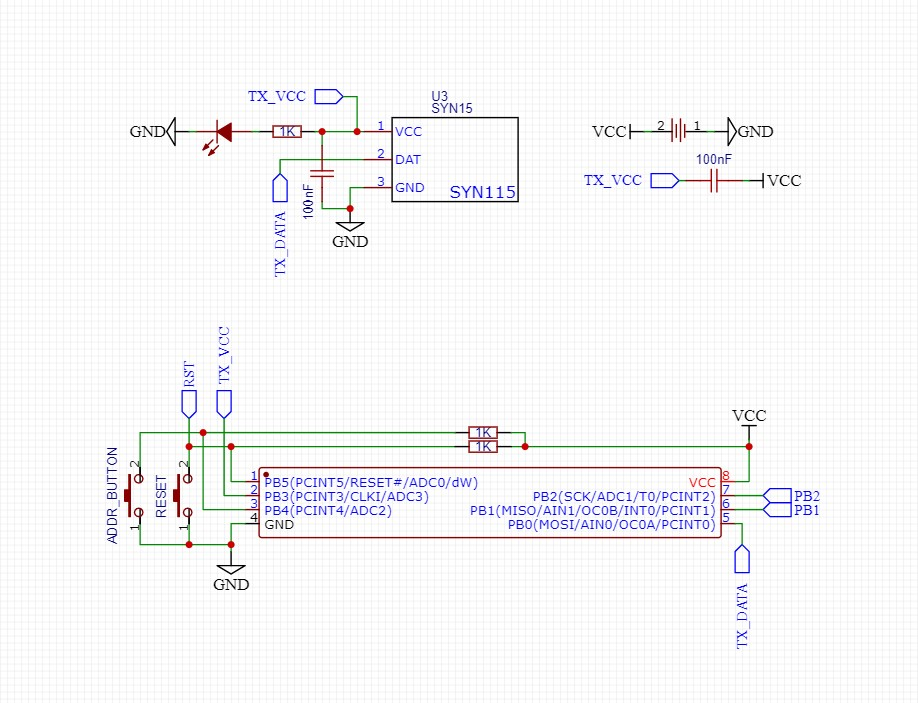 TX_VCC
U3
SYN15
GND
1K
1 VCC
2 DAT
3 GND
SYN115
100nF
TX_DATA
GND
VCC 2 1 GND
100nF
TX_VCC VCC
RST
TX_VCC
VCC
1K
1K
ADDR_BUTTON
2
1
RESET
2
1
1 PB5(PCINT5/RESET#/ADC0/dW)
2 PB3(PCINT3/CLKI/ADC3)
3 PB4(PCINT4/ADC2)
4 GND
VCC 8
PB2(SCK/ADC1/T0/PCINT2) 7 PB2
PB1(MISO/AIN1/OC0B/INT0/PCINT1) 6 PB1
PB0(MOSI/AIN0/OC0A/PCINT0) 5
GND
TX_DATA